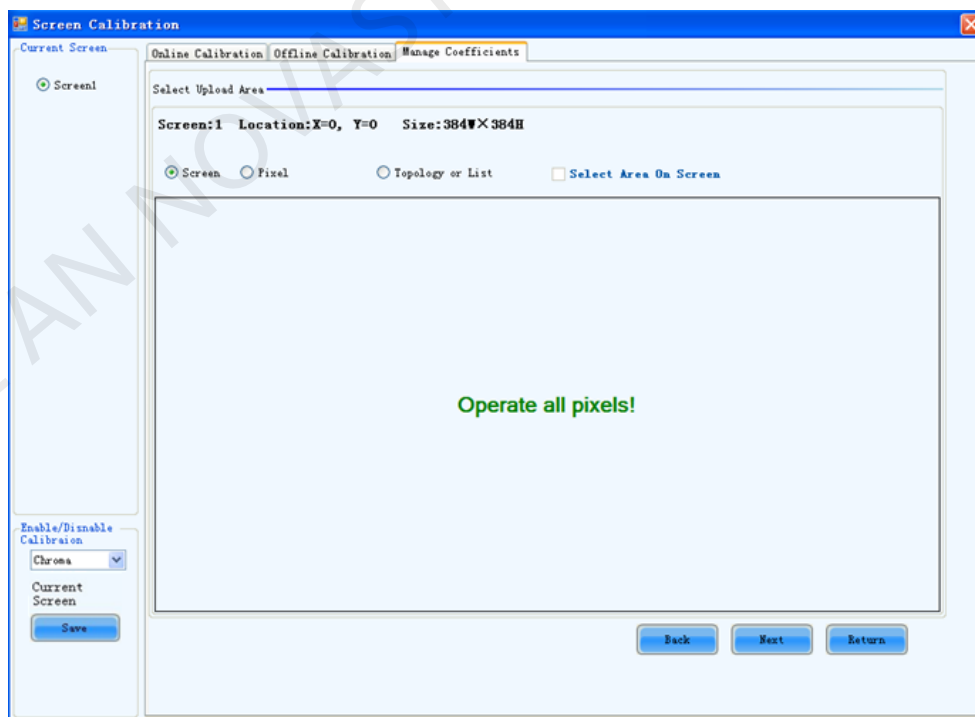 Screen Calibration
Current Screen
Screen1
Online Calibration Offline Calibration Manage Coefficients
Select Upload Area
Screen:1 Location:X=0, Y=0 Size:384W×384H
Screen Pixel Topology or List Select Area On Screen
Operate all pixels!
Enable/Disnable
Calibraion
Chroma
Current
Screen
Save
Back Next Return
AN NOVAST